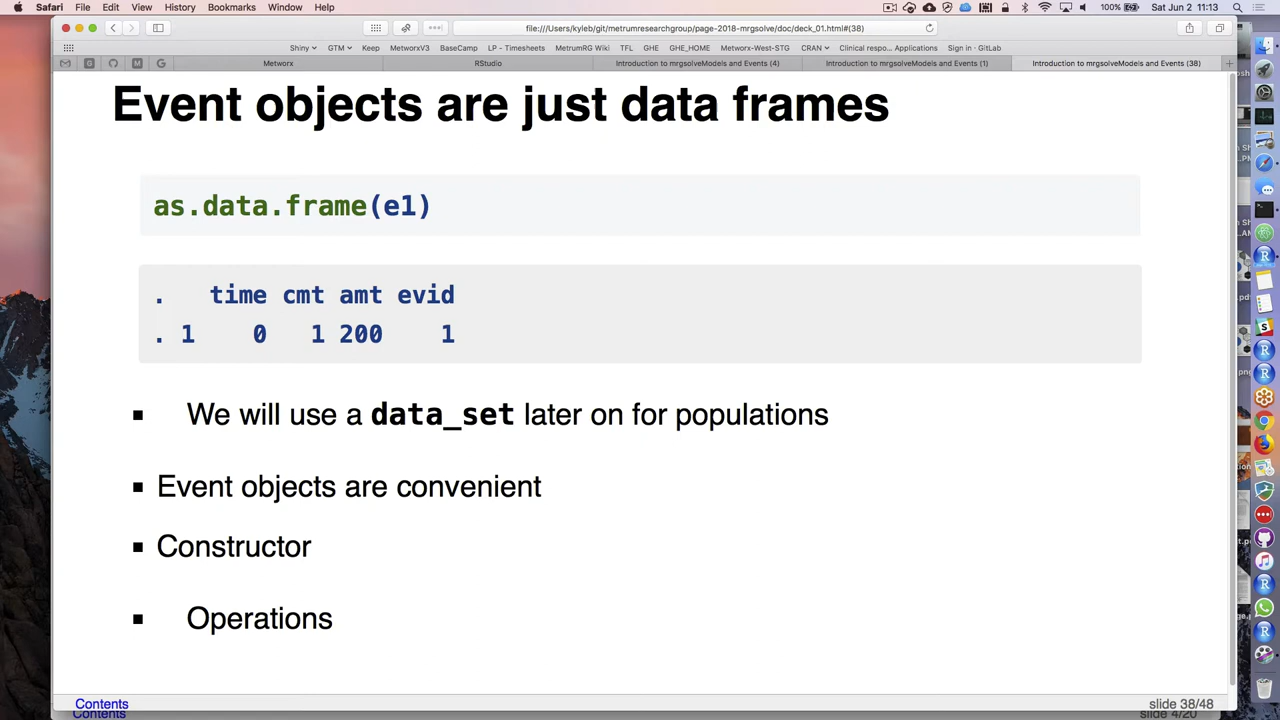 Safari File Edit View History Bookmarks Window Help 100% Sat Jun 2 11:13
file:///Users/kyleb/git/metrumresearchgroup/page-2018-mrgsolve/doc/deck_01.html#(38)
Shiny GTM Keep MetworxV3 BaseCamp LP - Timesheets MetrumRG Wiki TFL GHE GHE_HOME Metworx-West-STG CRAN Clinical respo... Applications Sign in · GitLab
Metworx RStudio Introduction to mrgsolveModels and Events (4) Introduction to mrgsolveModels and Events (1) Introduction to mrgsolveModels and Events (38)
Event objects are just data frames
as.data.frame(e1)
. time cmt amt evid
. 1 0 1 200 1
We will use a data_set later on for populations
Event objects are convenient
Constructor
Operations
Contents slide 38/48
Contents slide 4/20